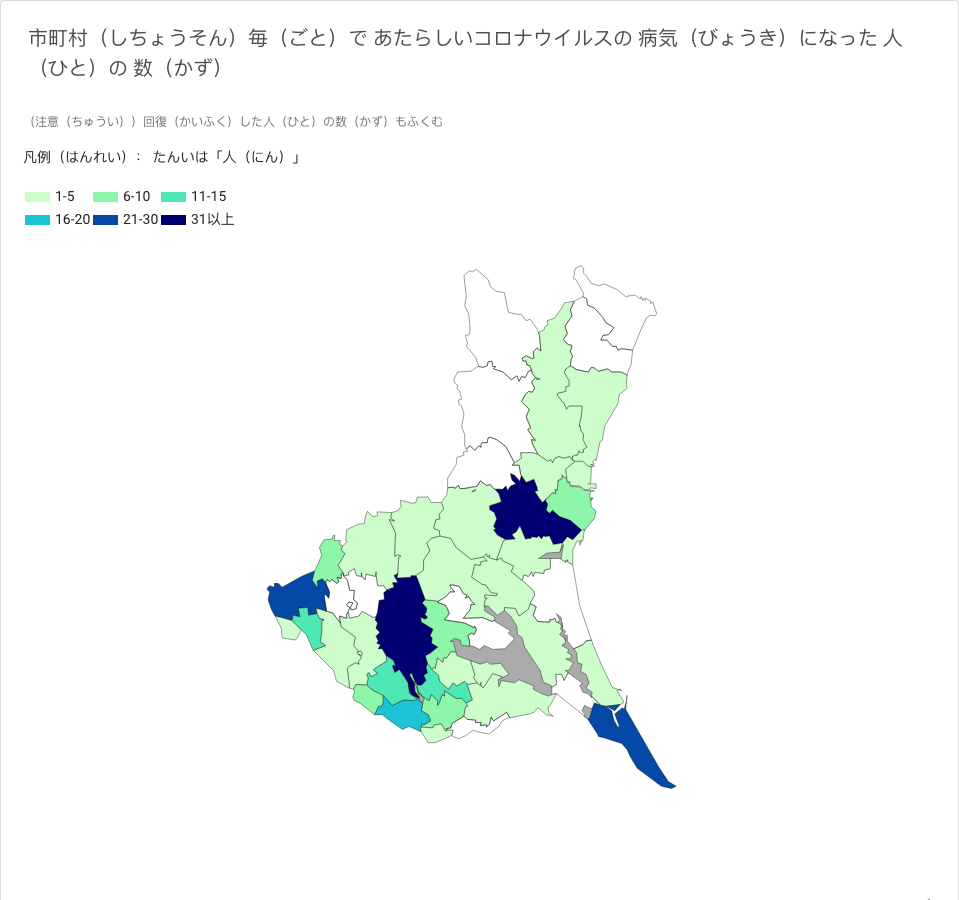 市町村（しちょうそん）毎（ごと）で あたらしいコロナウイルスの 病気（びょうき）になった 人
（ひと）の 数（かず）
（注意（ちゅうい））回復（かいふく）した人（ひと）の数（かず）もふくむ
凡例（はんれい）： たんいは「人（にん）」
1-5 6-10 11-15
16-20 21-30 31以上